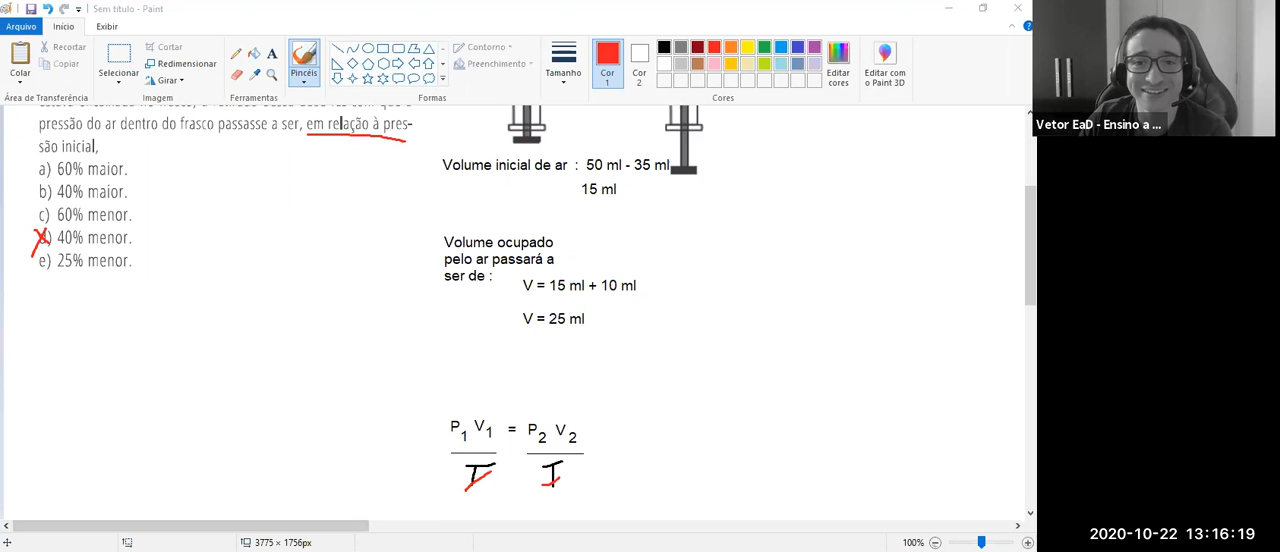 Sem título - Paint
Arquivo Início Exibir
Colar
Recortar
Copiar
Área de Transferência
Selecionar
Cortar
Redimensionar
Girar
Imagem
A
Ferramentas
Pincéis
Contorno
Preenchimento
Formas
Tamanho
Cor 1
Cor 2
Editar cores
Cores
Editar com o Paint 3D
pressão do ar dentro do frasco passasse a ser, em relação à pres-
são inicial,
a) 60% maior.
b) 40% maior.
c) 60% menor.
d) 40% menor.
e) 25% menor.
Volume inicial de ar : 50 ml - 35 ml
15 ml
Volume ocupado
pelo ar passará a
ser de :
V = 15 ml + 10 ml
V = 25 ml
P1 V1 = P2 V2
T T
3775 × 1756px
100%
Vetor EaD - Ensino a ...
2020-10-22 13:16:19